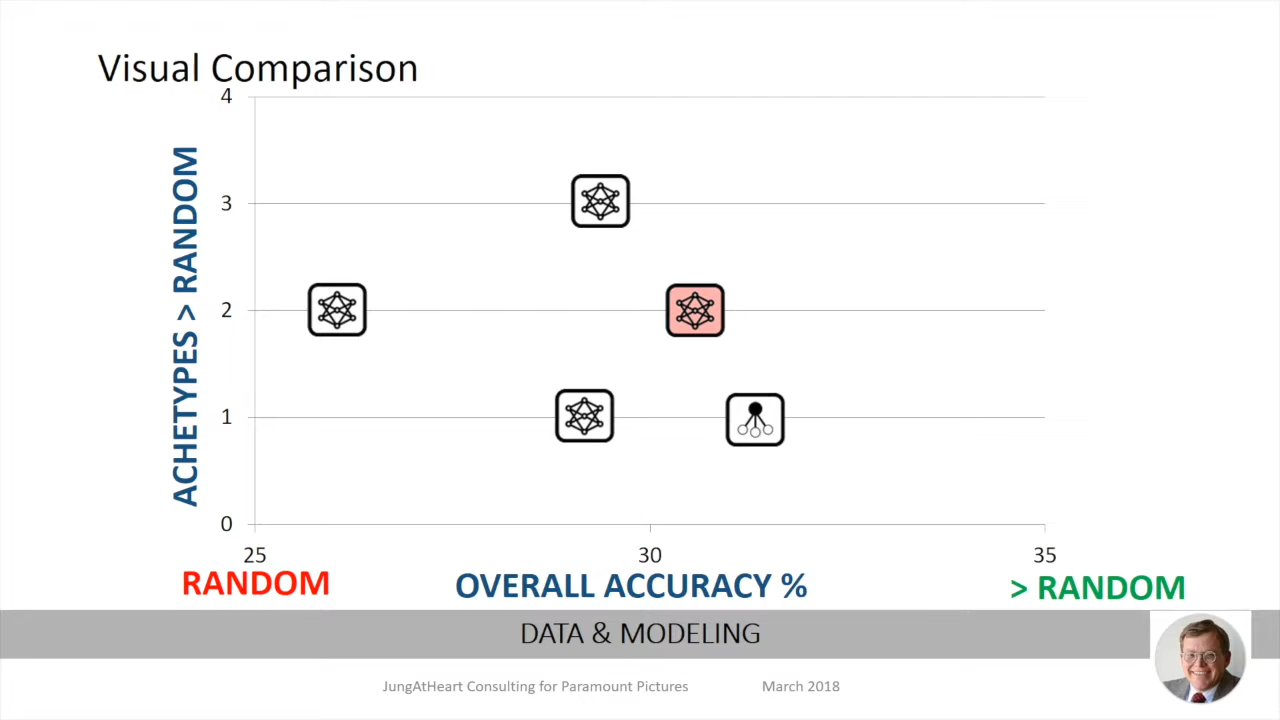 Visual Comparison
4
3
2
1
0
ACHETYPES > RANDOM
25
30
35
RANDOM
OVERALL ACCURACY %
> RANDOM
DATA & MODELING
JungAtHeart Consulting for Paramount Pictures
March 2018